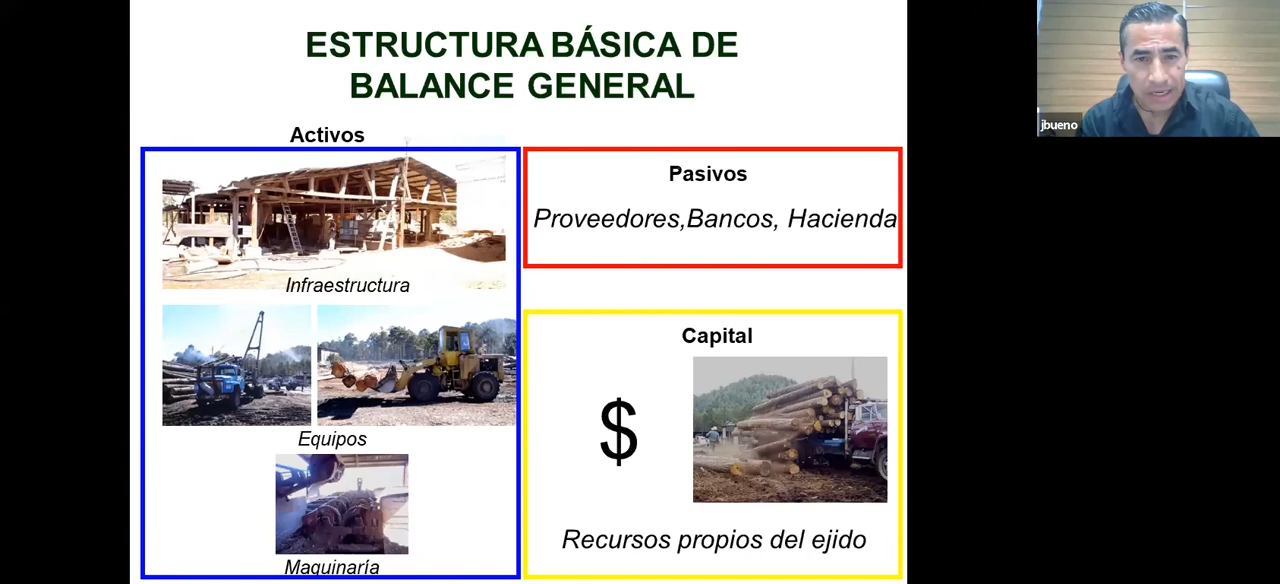 ESTRUCTURA BÁSICA DE
BALANCE GENERAL
Activos
Infraestructura
Equipos
Maquinaría
Pasivos
Proveedores,Bancos, Hacienda
Capital
$
Recursos propios del ejido
jbueno